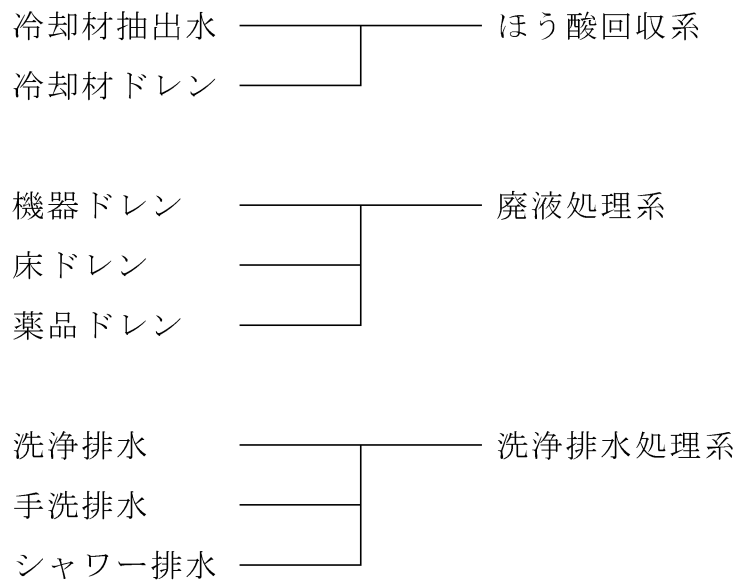 冷却材抽出水 ほう酸回収系
冷却材ドレン
機器ドレン 廃液処理系
床ドレン
薬品ドレン
洗浄排水 洗浄排水処理系
手洗排水
シャワー排水